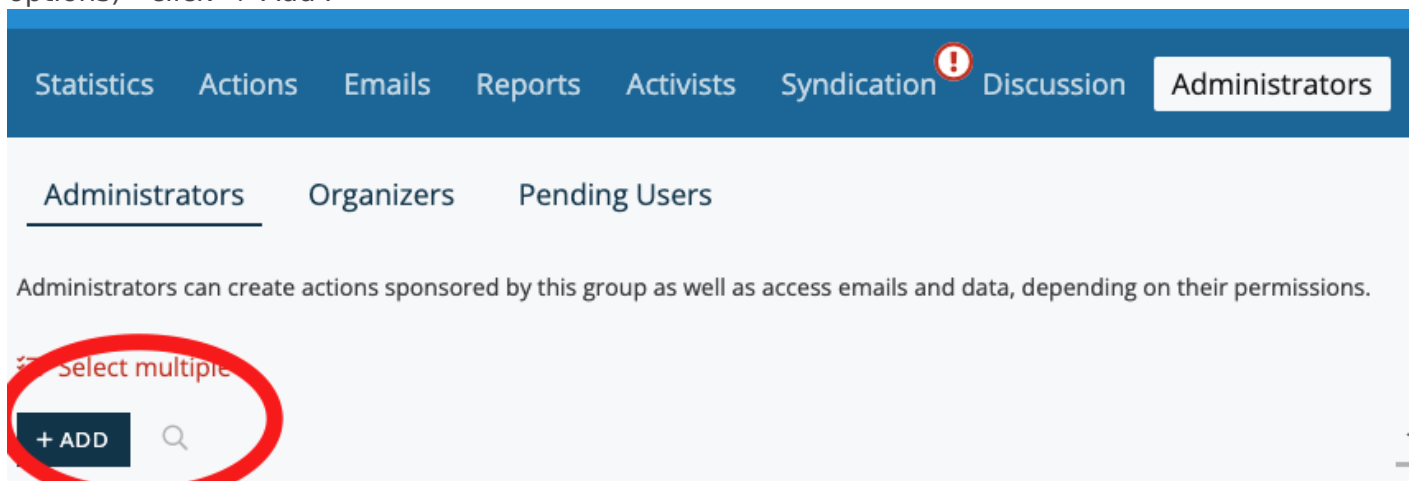 Statistics Actions Emails Reports Activists Syndication ! Discussion Administrators
Administrators Organizers Pending Users
Administrators can create actions sponsored by this group as well as access emails and data, depending on their permissions.
Select multiple
+ ADD